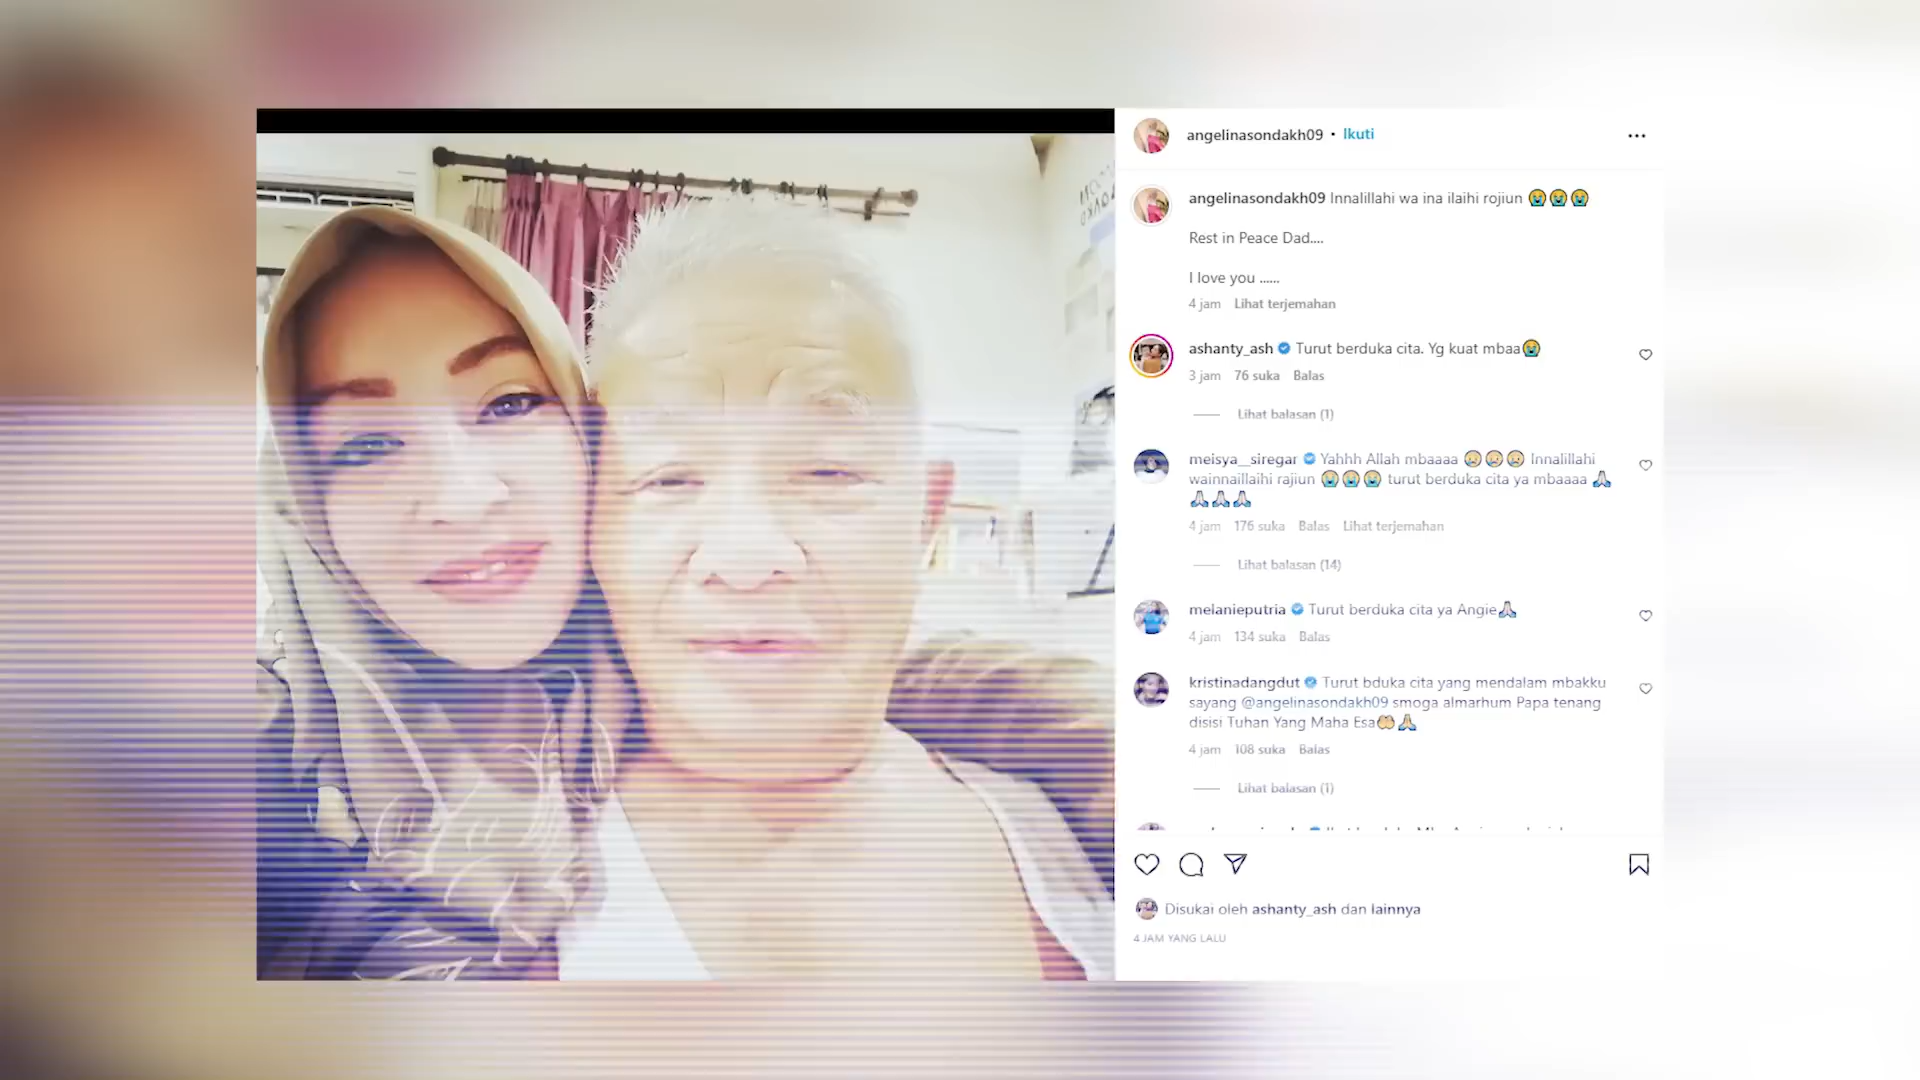 angelinasondakh09 • Ikuti
angelinasondakh09 Innalillahi wa ina ilaihi rojiun 😭😭😭
Rest in Peace Dad....
I love you ......
4 jam Lihat terjemahan
ashanty_ash Turut berduka cita. Yg kuat mbaa😭
3 jam 76 suka Balas
Lihat balasan (1)
meisya__siregar Yahhh Allah mbaaaa 😢😢😢 Innalillahi
wainnaillaihi rajiun 😭😭😭 turut berduka cita ya mbaaaa 🙏
🙏🙏🙏
4 jam 176 suka Balas Lihat terjemahan
Lihat balasan (14)
melanieputria Turut berduka cita ya Angie🙏
4 jam 134 suka Balas
kristinadangdut Turut bduka cita yang mendalam mbakku
sayang @angelinasondakh09 smoga almarhum Papa tenang
disisi Tuhan Yang Maha Esa🤲🙏
4 jam 108 suka Balas
Lihat balasan (1)
Disukai oleh ashanty_ash dan lainnya
4 JAM YANG LALU